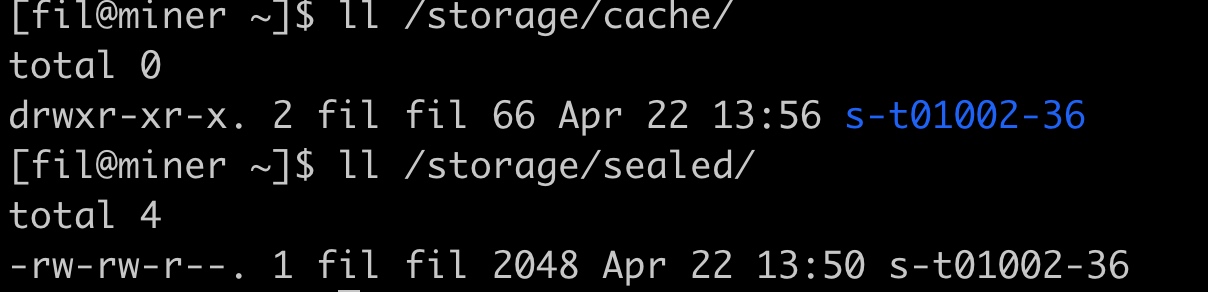 [fil@miner ~]$ ll /storage/cache/
total 0
drwxr-xr-x. 2 fil fil 66 Apr 22 13:56 s-t01002-36
[fil@miner ~]$ ll /storage/sealed/
total 4
-rw-rw-r--. 1 fil fil 2048 Apr 22 13:50 s-t01002-36